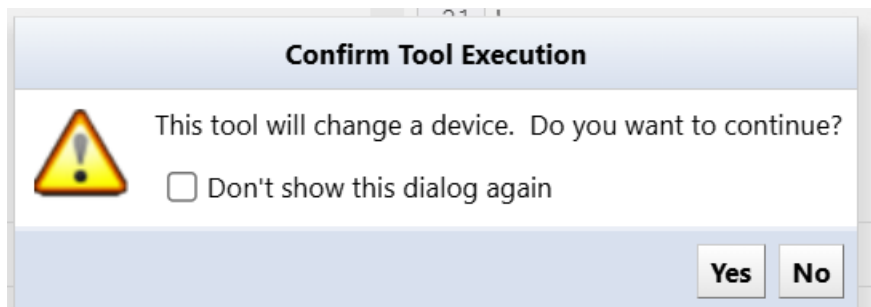 Confirm Tool Execution
This tool will change a device.  Do you want to continue?
Don't show this dialog again
Yes No